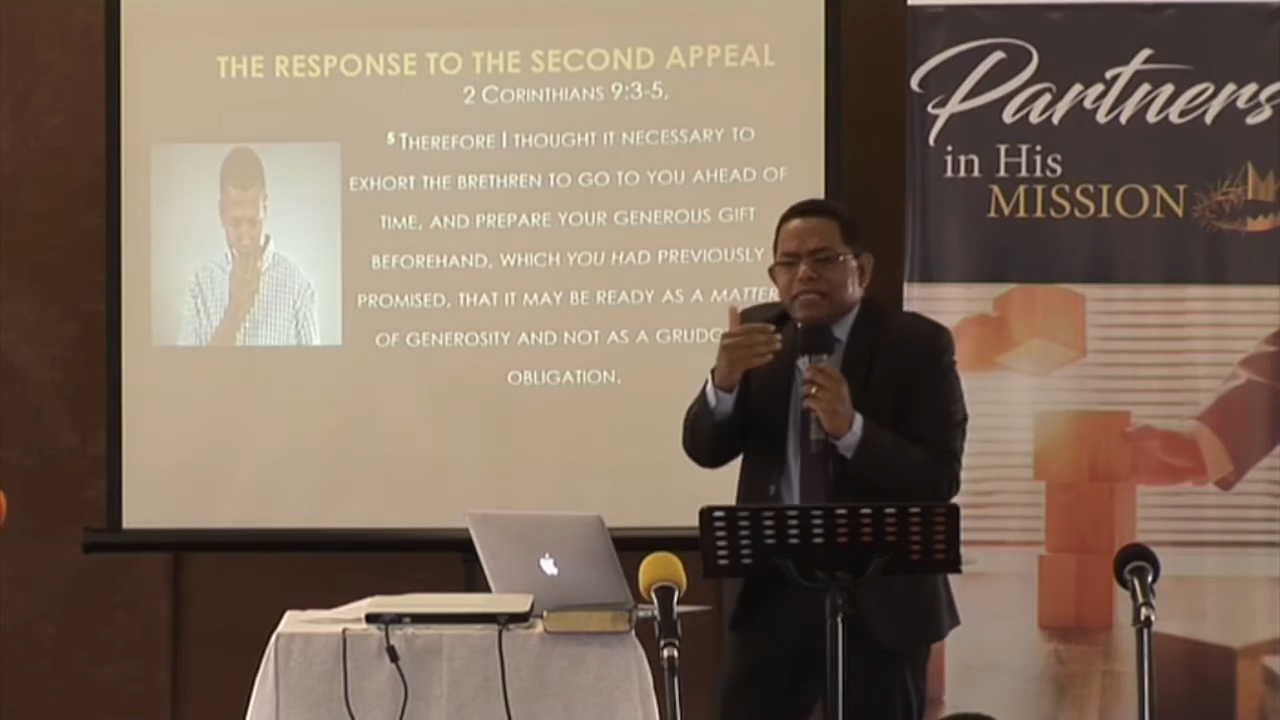 THE RESPONSE TO THE SECOND APPEAL
2 CORINTHIANS 9:3-5.
5 THEREFORE I THOUGHT IT NECESSARY TO
EXHORT THE BRETHREN TO GO TO YOU AHEAD OF
TIME, AND PREPARE YOUR GENEROUS GIFT
BEFOREHAND, WHICH YOU HAD PREVIOUSLY
PROMISED, THAT IT MAY BE READY AS A MATTER
OF GENEROSITY AND NOT AS A
OBLIGATION.
Partners
in His
MISSION